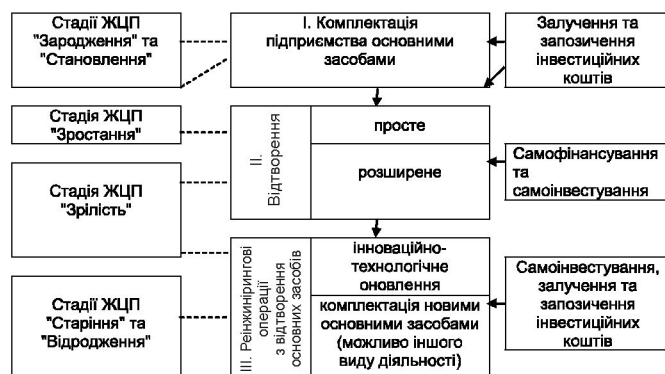 Стадії ЖЦП
"Зародження" та
"Становлення"
І. Комплектація
підприємства основними
засобами
Залучення та
запозичення
інвестиційних
коштів
Стадія ЖЦП
"Зростання"
ІІ.
Відтворення
просте
розширене
Самофінансування
та
самоінвестування
Стадія ЖЦП
"Зрілість"
ІІІ. Реінжинірингові
операції
з відтворення
основних засобів
інноваційно-
технологічне
оновлення
комплектація новими
основними засобами
(можливо іншого
виду діяльності)
Самоінвестування,
залучення та
запозичення
інвестиційних
коштів
Стадії ЖЦП
"Старіння" та
"Відродження"